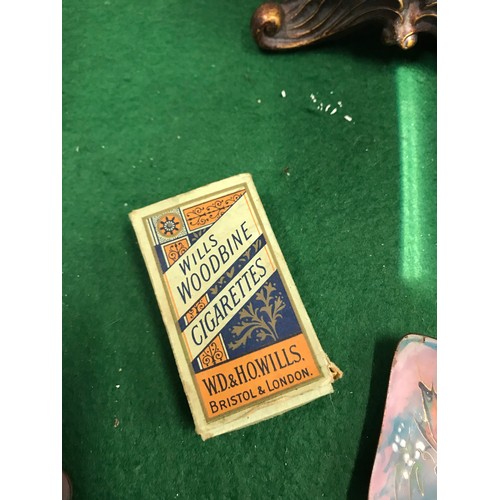 WILLS
WOODBINE
CIGARETTES
W.D.&H.O.WILLS.
BRISTOL & LONDON.